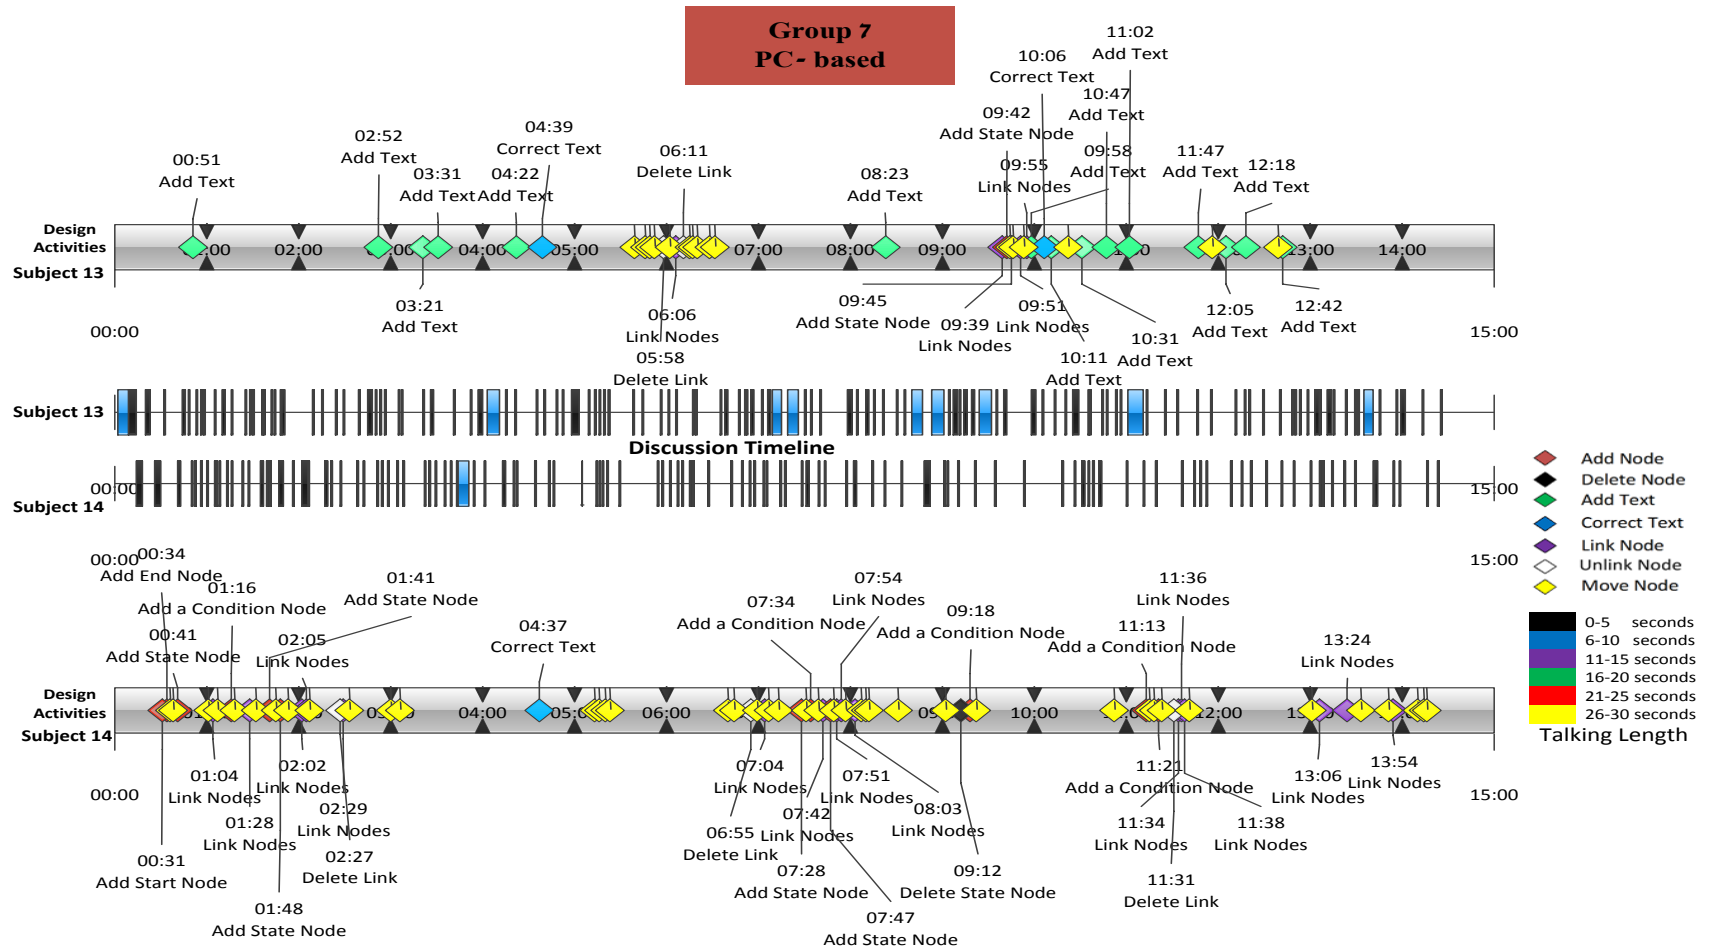 Group 7
PC- based
11:02
Add Text
10:06
Correct Text
10:47
Add Text
09:42
Add State Node
04:39
Correct Text
02:52
Add Text
06:11
Delete Link
00:51
Add Text
03:31
Add Text
04:22
Add Text
08:23
Add Text
09:55
Link Nodes
09:58
Add Text
11:47
Add Text
12:18
Add Text
Design
Activities
02:00 04:00 05:00 07:00 08:00 09:00 13:00 14:00
Subject 13
03:21
Add Text
06:06
Link Nodes
05:58
Delete Link
09:45
Add State Node
09:39
Link Nodes
09:51
Link Nodes
10:11
Add Text
10:31
Add Text
12:05
Add Text
12:42
Add Text
00:00
15:00
Subject 13
Discussion Timeline
00:00
15:00
Subject 14
00:00
15:00
Add Node
Delete Node
Add Text
Correct Text
Link Node
Unlink Node
Move Node
0-5 seconds
6-10 seconds
11-15 seconds
16-20 seconds
21-25 seconds
26-30 seconds
Talking Length
00:34
Add End Node
01:16
Add a Condition Node
00:41
Add State Node
01:41
Add State Node
02:05
Link Nodes
04:37
Correct Text
07:34
Add a Condition Node
07:54
Link Nodes
09:18
Add a Condition Node
11:36
Link Nodes
11:13
Add a Condition Node
13:24
Link Nodes
Design
Activities
04:00 06:00 10:00 12:00
Subject 14
01:04
Link Nodes
02:02
Link Nodes
01:28
Link Nodes
02:29
Link Nodes
00:31
Add Start Node
02:27
Delete Link
01:48
Add State Node
07:04
Link Nodes
06:55
Delete Link
07:42
Link Nodes
07:51
Link Nodes
08:03
Link Nodes
07:28
Add State Node
09:12
Delete State Node
07:47
Add State Node
11:21
Add a Condition Node
11:34
Link Nodes
11:38
Link Nodes
11:31
Delete Link
13:06
Link Nodes
13:54
Link Nodes
00:00
15:00